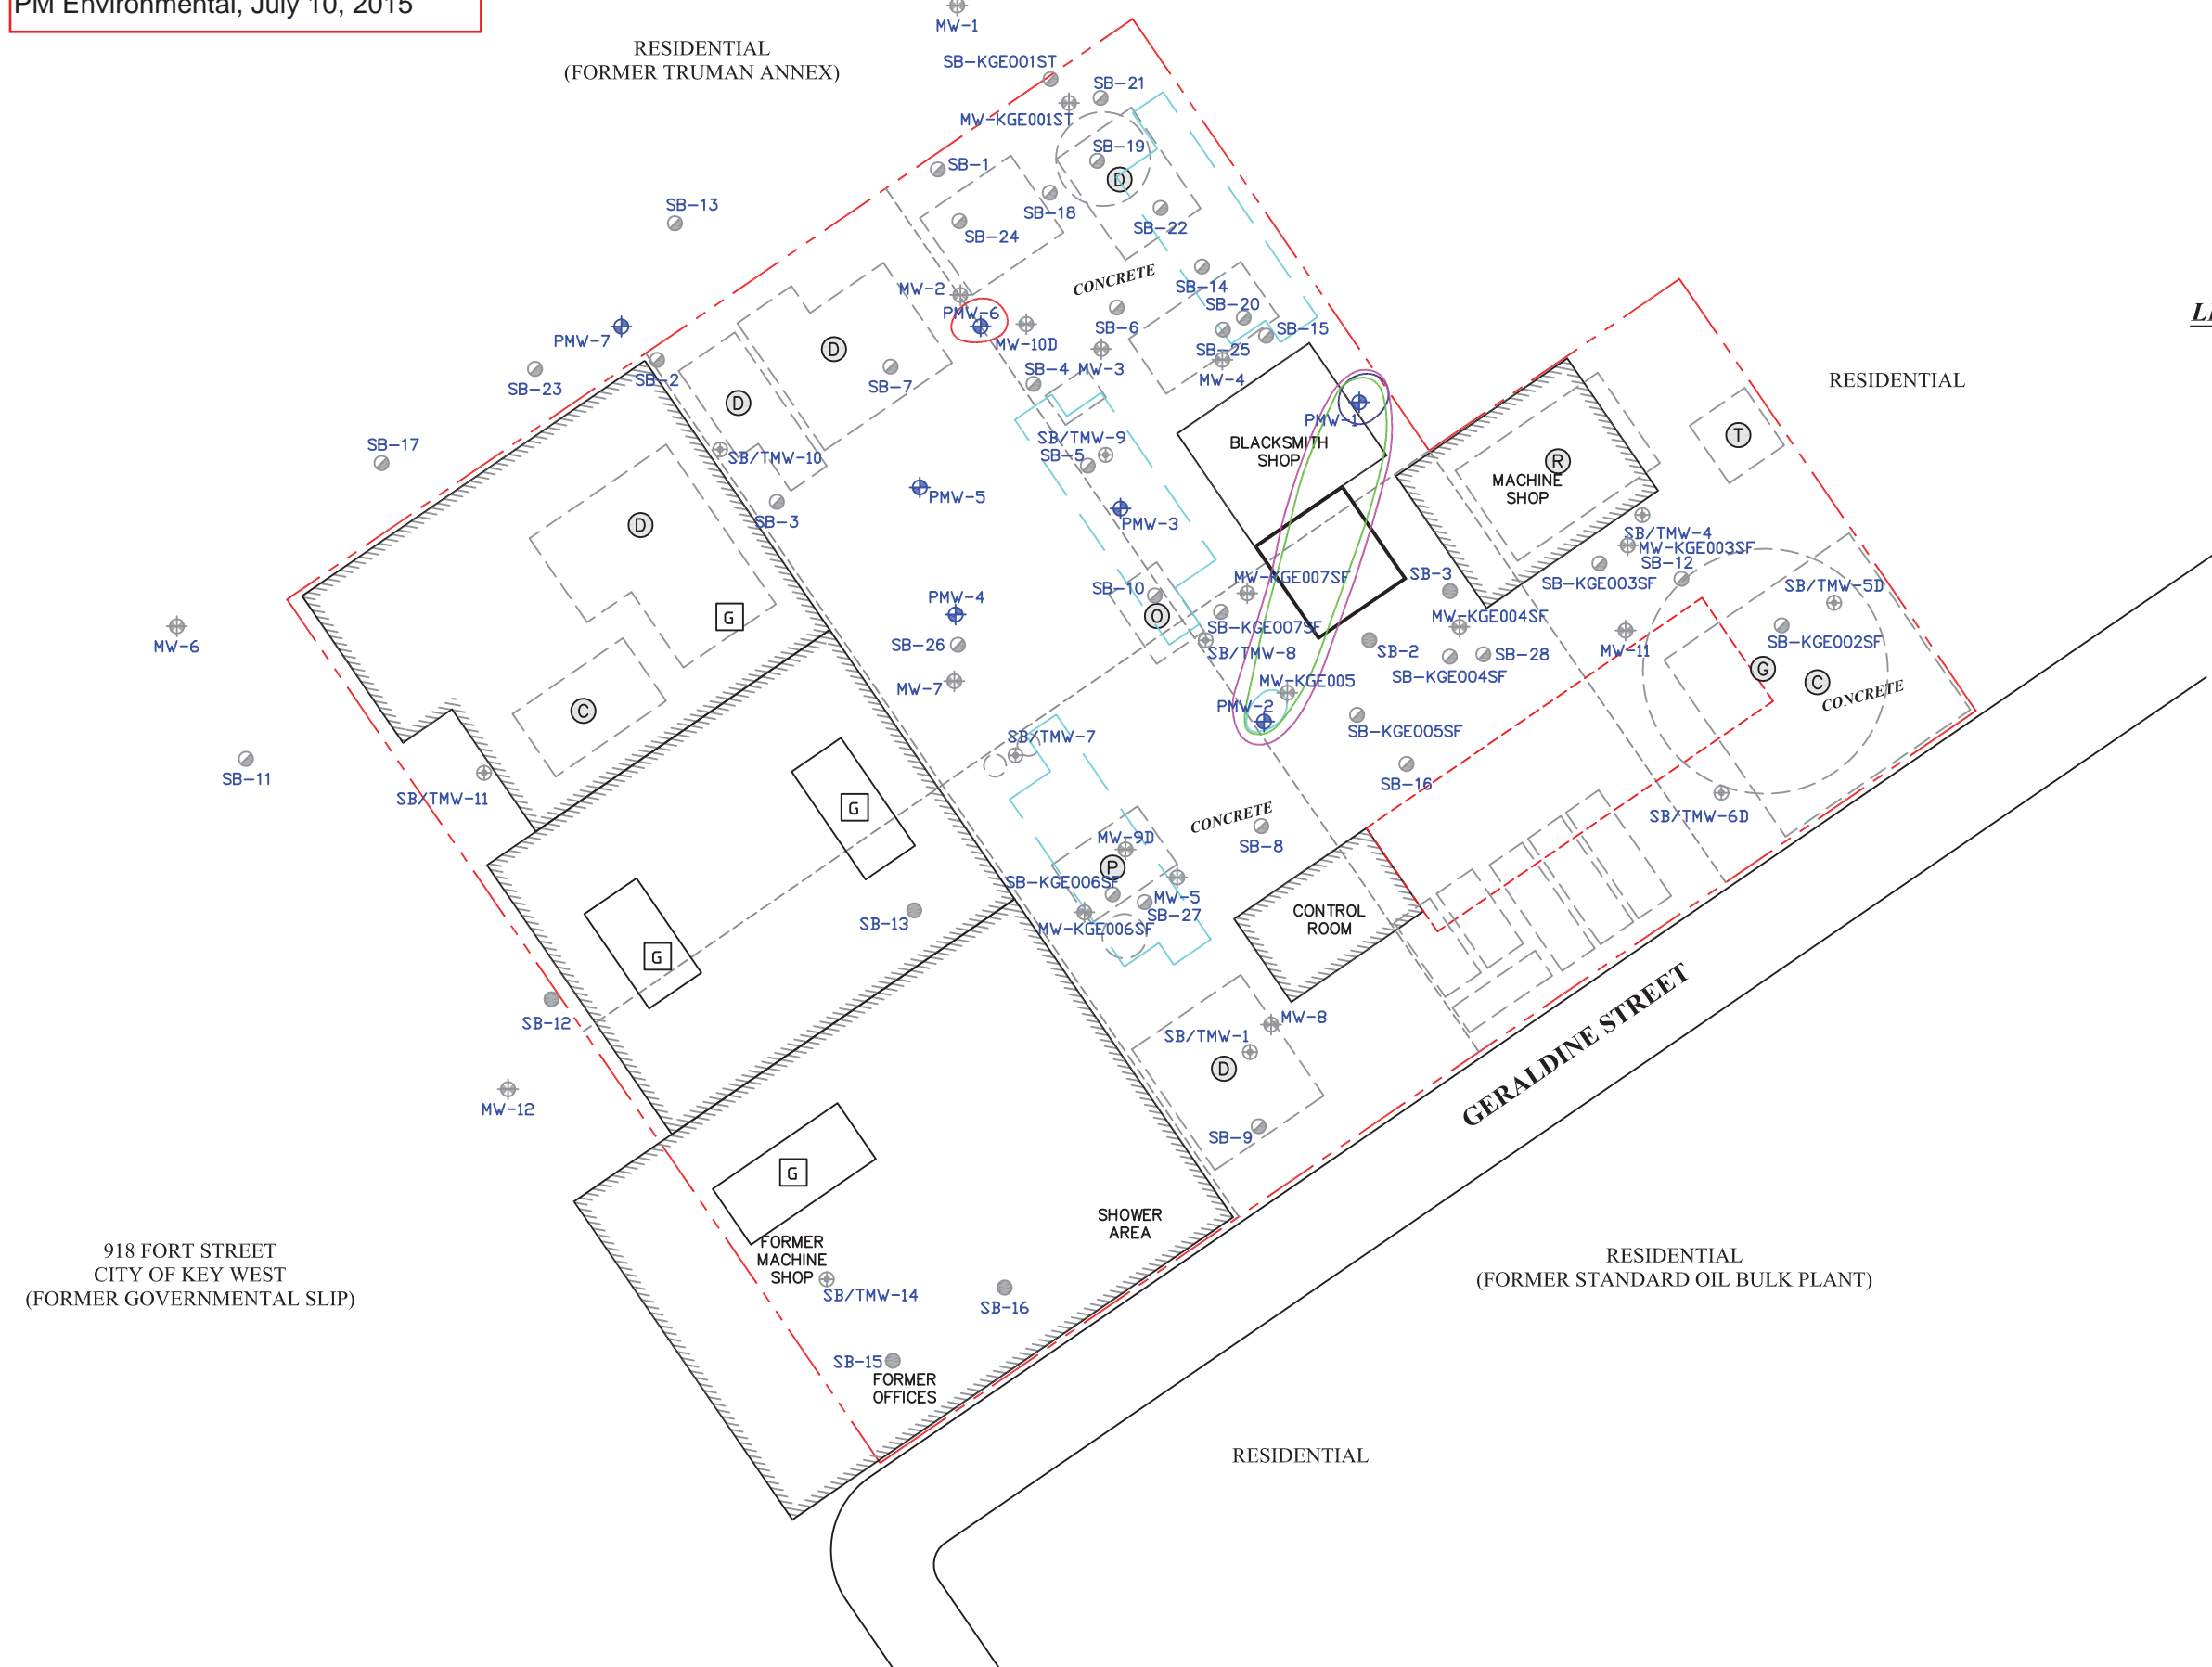 PM Environmental, July 10, 2015
MW-1
RESIDENTIAL
(FORMER TRUMAN ANNEX)
SB-KGE001ST
SB-21
MW-KGE001ST
SB-19
D
SB-1
SB-18
SB-13
SB-22
SB-24
CONCRETE
SB-14
MW-2
SB-20
PMW-6
SB-6
SB-15
PMW-7
MW-10D
SB-25
D
SB-4
MW-3
MW-4
SB-23
SB-2
SB-7
RESIDENTIAL
D
PMW-1
T
SB-17
SB/TMW-9
SB-5
SB/TMW-10
BLACKSMITH
SHOP
R
MACHINE
SHOP
PMW-5
SB-3
PMW-3
D
SB/TMW-4
MW-KGE003SF
SB-12
SB-KGE003SF
MW-KGE007SF
SB-3
SB-10
SB/TMW-5D
PMW-4
G
O
MW-KGE004SF
SB-KGE007SF
MW-6
SB-26
SB/TMW-8
SB-2
SB-28
MW-11
SB-KGE002SF
SB-KGE004SF
G
C
CONCRETE
MW-7
MW-KGE005
PMW-2
C
SB-KGE005SF
SB/TMW-7
SB-11
SB/TMW-11
SB-16
G
CONCRETE
SB/TMW-6D
MW-9D
SB-8
P
SB-KGE006SF
MW-5
SB-27
SB-13
MW-KGE006SF
CONTROL
ROOM
G
SB-12
MW-8
SB/TMW-1
D
GERALDINE STREET
MW-12
SB-9
G
SHOWER
AREA
918 FORT STREET
CITY OF KEY WEST
(FORMER GOVERNMENTAL SLIP)
FORMER
MACHINE
SHOP
SB/TMW-14
SB-16
RESIDENTIAL
(FORMER STANDARD OIL BULK PLANT)
SB-15
FORMER
OFFICES
RESIDENTIAL